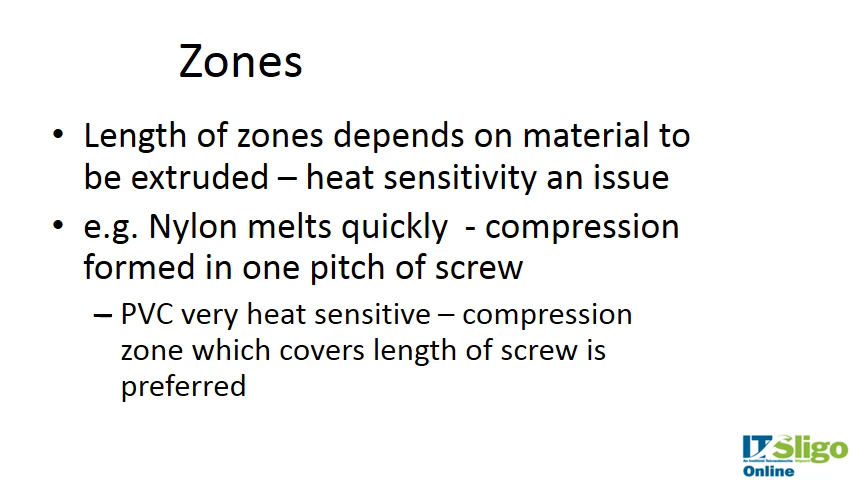 Zones
• Length of zones depends on material to
be extruded – heat sensitivity an issue
• e.g. Nylon melts quickly - compression
formed in one pitch of screw
– PVC very heat sensitive – compression
zone which covers length of screw is
preferred
IT Sligo
Online